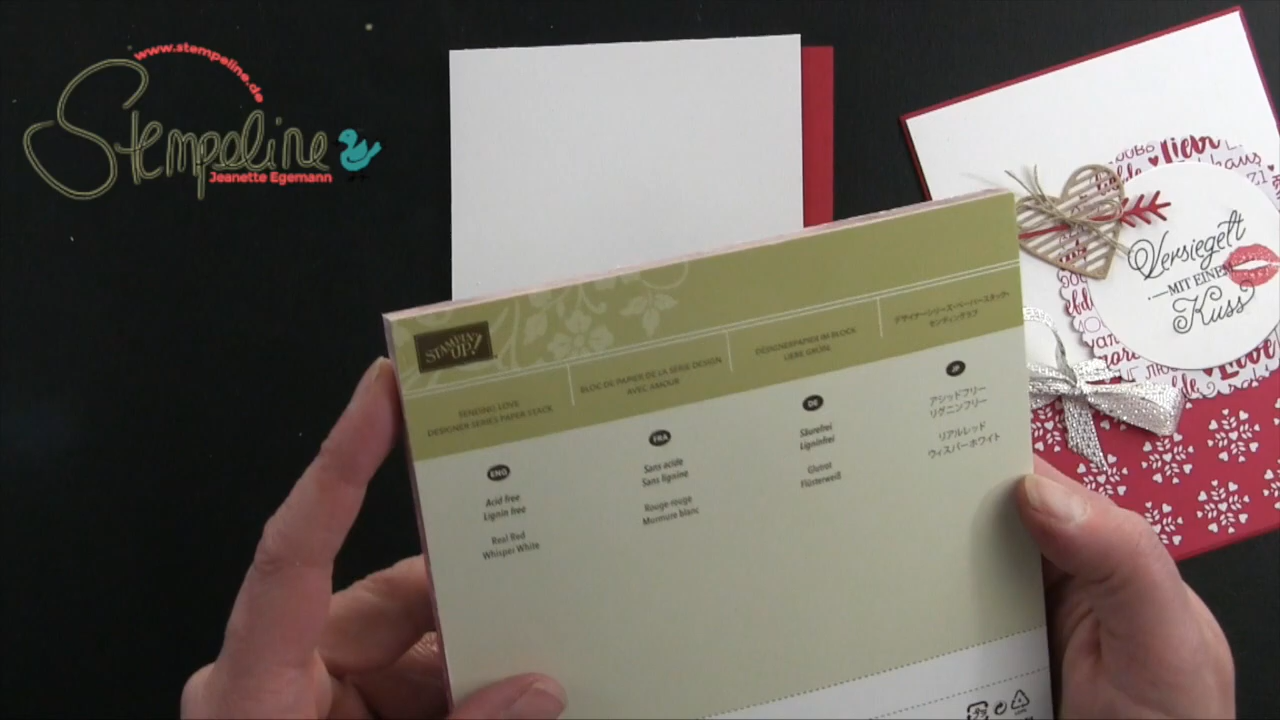 www.stempeline.de
Stempeline
Jeanette Egemann
STAMPIN' UP!
SENDING LOVE
DESIGNER SERIES PAPER STACK
BLOC DE PAPIER DE LA SÉRIE DESIGN
AVEC AMOUR
DESIGNERPAPIER IM BLOCK
LIEBE GRÜßE
デザイナーシリーズ・ペーパースタック・
センディングラブ
ENG
Acid free
Lignin free
Real Red
Whisper White
FRA
Sans acide
Sans lignine
Rouge-rouge
Murmure blanc
DE
Säurefrei
Ligninfrei
Glutrot
Flüsterweiß
JP
アシッドフリー
リグニンフリー
リアルレッド
ウィスパーホワイト
Versiegelt
MIT EINEM
Kuss
Liebe